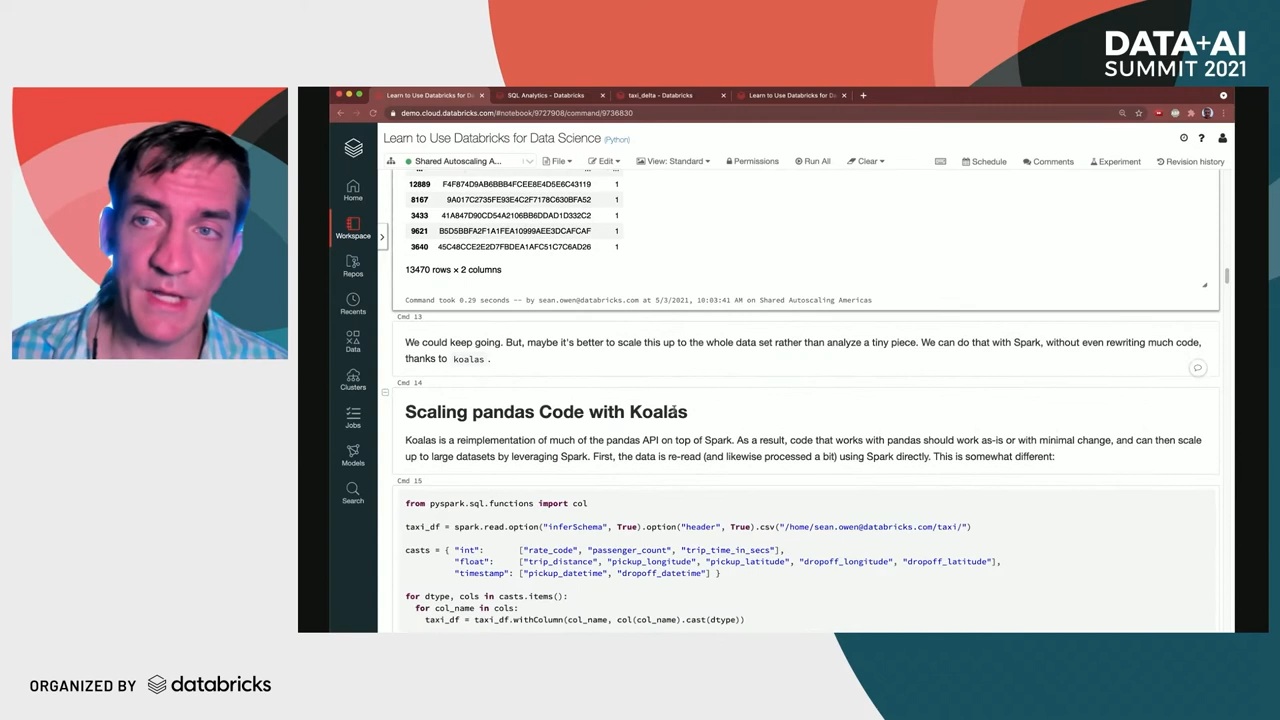 DATA+AI
SUMMIT 2021
Learn to Use Databricks for D
SQL Analytics - Databricks
taxi_delta - Databricks
Learn to Use Databricks for D
demo.cloud.databricks.com/#notebook/9727908/command/9736830
Learn to Use Databricks for Data Science (Python)
Shared Autoscaling A...
File
Edit
View: Standard
Permissions
Run All
Clear
Schedule
Comments
Experiment
Revision history
Home
Workspace
Repos
Recents
Data
Clusters
Jobs
Models
Search
... ...
12889 F4F874D9AB6BBB4FCEE8E4D5E6C43119 1
8167 9A017C2735FE93E4C2F7178C630BFA52 1
3433 41A847D90CD54A2106BB6DDAD1D332C2 1
9621 B5D5BBFA2F1A1FEA10999AEE3DCAFCAF 1
3640 45C48CCE2E2D7FBDEA1AFC51C7C6AD26 1
13470 rows × 2 columns
Command took 0.29 seconds -- by sean.owen@databricks.com at 5/3/2021, 10:03:41 AM on Shared Autoscaling Americas
Cmd 13
We could keep going. But, maybe it's better to scale this up to the whole data set rather than analyze a tiny piece. We can do that with Spark, without even rewriting much code,
thanks to koalas .
Cmd 14
Scaling pandas Code with Koalas
Koalas is a reimplementation of much of the pandas API on top of Spark. As a result, code that works with pandas should work as-is or with minimal change, and can then scale
up to large datasets by leveraging Spark. First, the data is re-read (and likewise processed a bit) using Spark directly. This is somewhat different:
Cmd 15
from pyspark.sql.functions import col
taxi_df = spark.read.option("inferSchema", True).option("header", True).csv("/home/sean.owen@databricks.com/taxi/")
casts = { "int": ["rate_code", "passenger_count", "trip_time_in_secs"],
"float": ["trip_distance", "pickup_longitude", "pickup_latitude", "dropoff_longitude", "dropoff_latitude"],
"timestamp": ["pickup_datetime", "dropoff_datetime"] }
for dtype, cols in casts.items():
for col_name in cols:
taxi_df = taxi_df.withColumn(col_name, col(col_name).cast(dtype))
ORGANIZED BY databricks